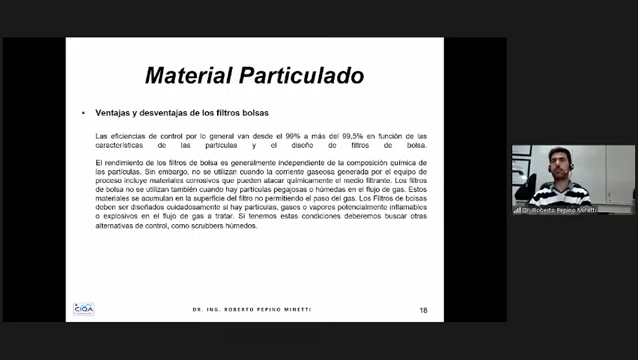 Material Particulado
• Ventajas y desventajas de los filtros bolsas
Las eficiencias de control por lo general van desde el 99% a más del 99,5% en función de las
características de las partículas y el diseño de filtros de bolsa.
El rendimiento de los filtros de bolsa es generalmente independiente de la composición química de
las partículas. Sin embargo, no se utilizan cuando la corriente gaseosa generada por el equipo de
proceso incluye materiales corrosivos que pueden atacar químicamente el medio filtrante. Los filtros
de bolsa no se utilizan también cuando hay partículas pegajosas o húmedas en el flujo de gas. Estos
materiales se acumulan en la superficie del filtro no permitiendo el paso del gas. Los Filtros de bolsas
deben ser diseñados cuidadosamente si hay partículas, gases o vapores potencialmente inflamables
o explosivos en el flujo de gas a tratar. Si tenemos estas condiciones deberemos buscar otras
alternativas de control, como scrubbers húmedos.
CIQA
DR. ING. ROBERTO PEPINO MINETTI
18
Dr. Roberto Pepino Minetti